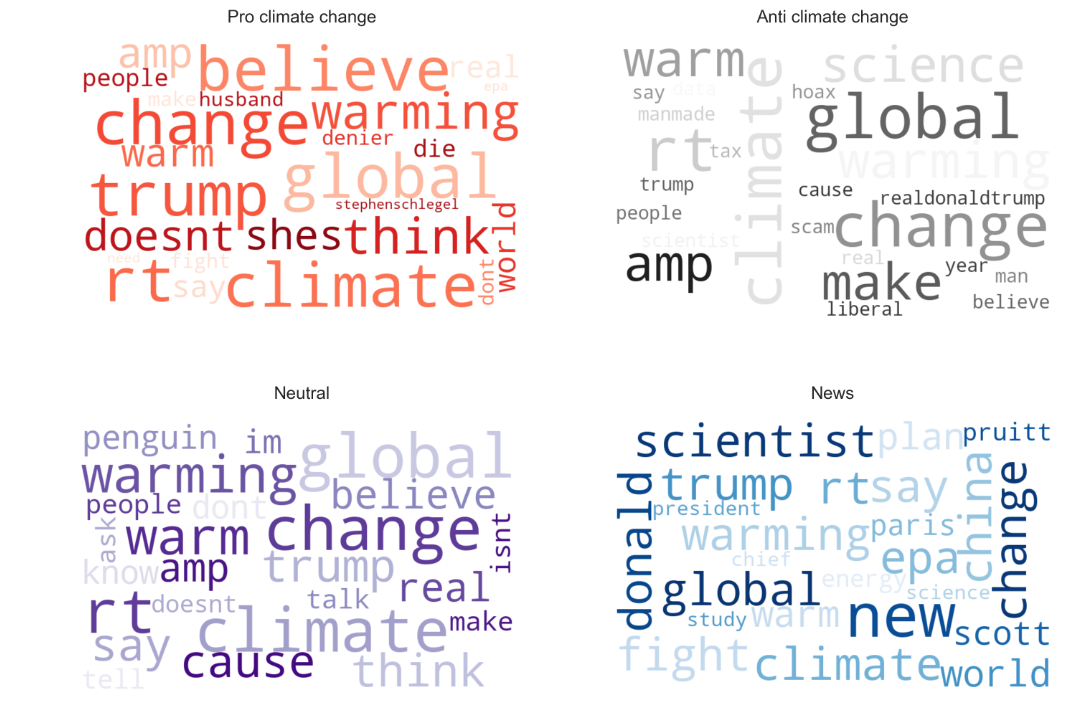 Pro climate change
amp
believe
real
people
epa
make
husband
change
warming
denier
warm
die
global
trump
stephenschlegel
world
doesnt
shes
think
need
fight
rt
say
climate
dont
Anti climate change
warm
science
say
data
hoax
manmade
global
climate
rt
tax
warming
trump
cause
realdonaldtrump
people
scam
change
scientist
real
amp
make
year
man
believe
liberal
Neutral
penguin
im
global
warming
believe
people
dont
ask
warm
change
isnt
know
amp
trump
real
rt
doesnt
talk
climate
make
say
cause
think
tell
News
scientist
plan
pruitt
donald
trump
rt
say
china
change
president
warming
paris
chief
epa
global
energy
science
study
warm
new
scott
fight
climate
world